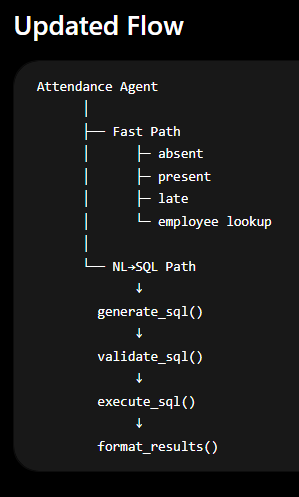 Updated Flow
Attendance Agent
│
├── Fast Path
│ ├─ absent
│ ├─ present
│ ├─ late
│ └─ employee lookup
│
└── NL→SQL Path
↓
generate_sql()
↓
validate_sql()
↓
execute_sql()
↓
format_results()